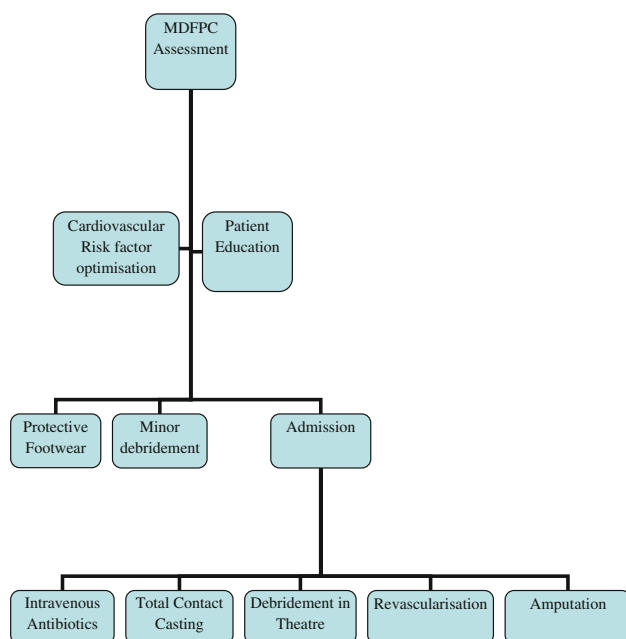 MDFPC
Assessment
Cardiovascular
Risk factor
optimisation
Patient
Education
Protective
Footwear
Minor
debridement
Admission
Intravenous
Antibiotics
Total Contact
Casting
Debridement in
Theatre
Revascularisation
Amputation